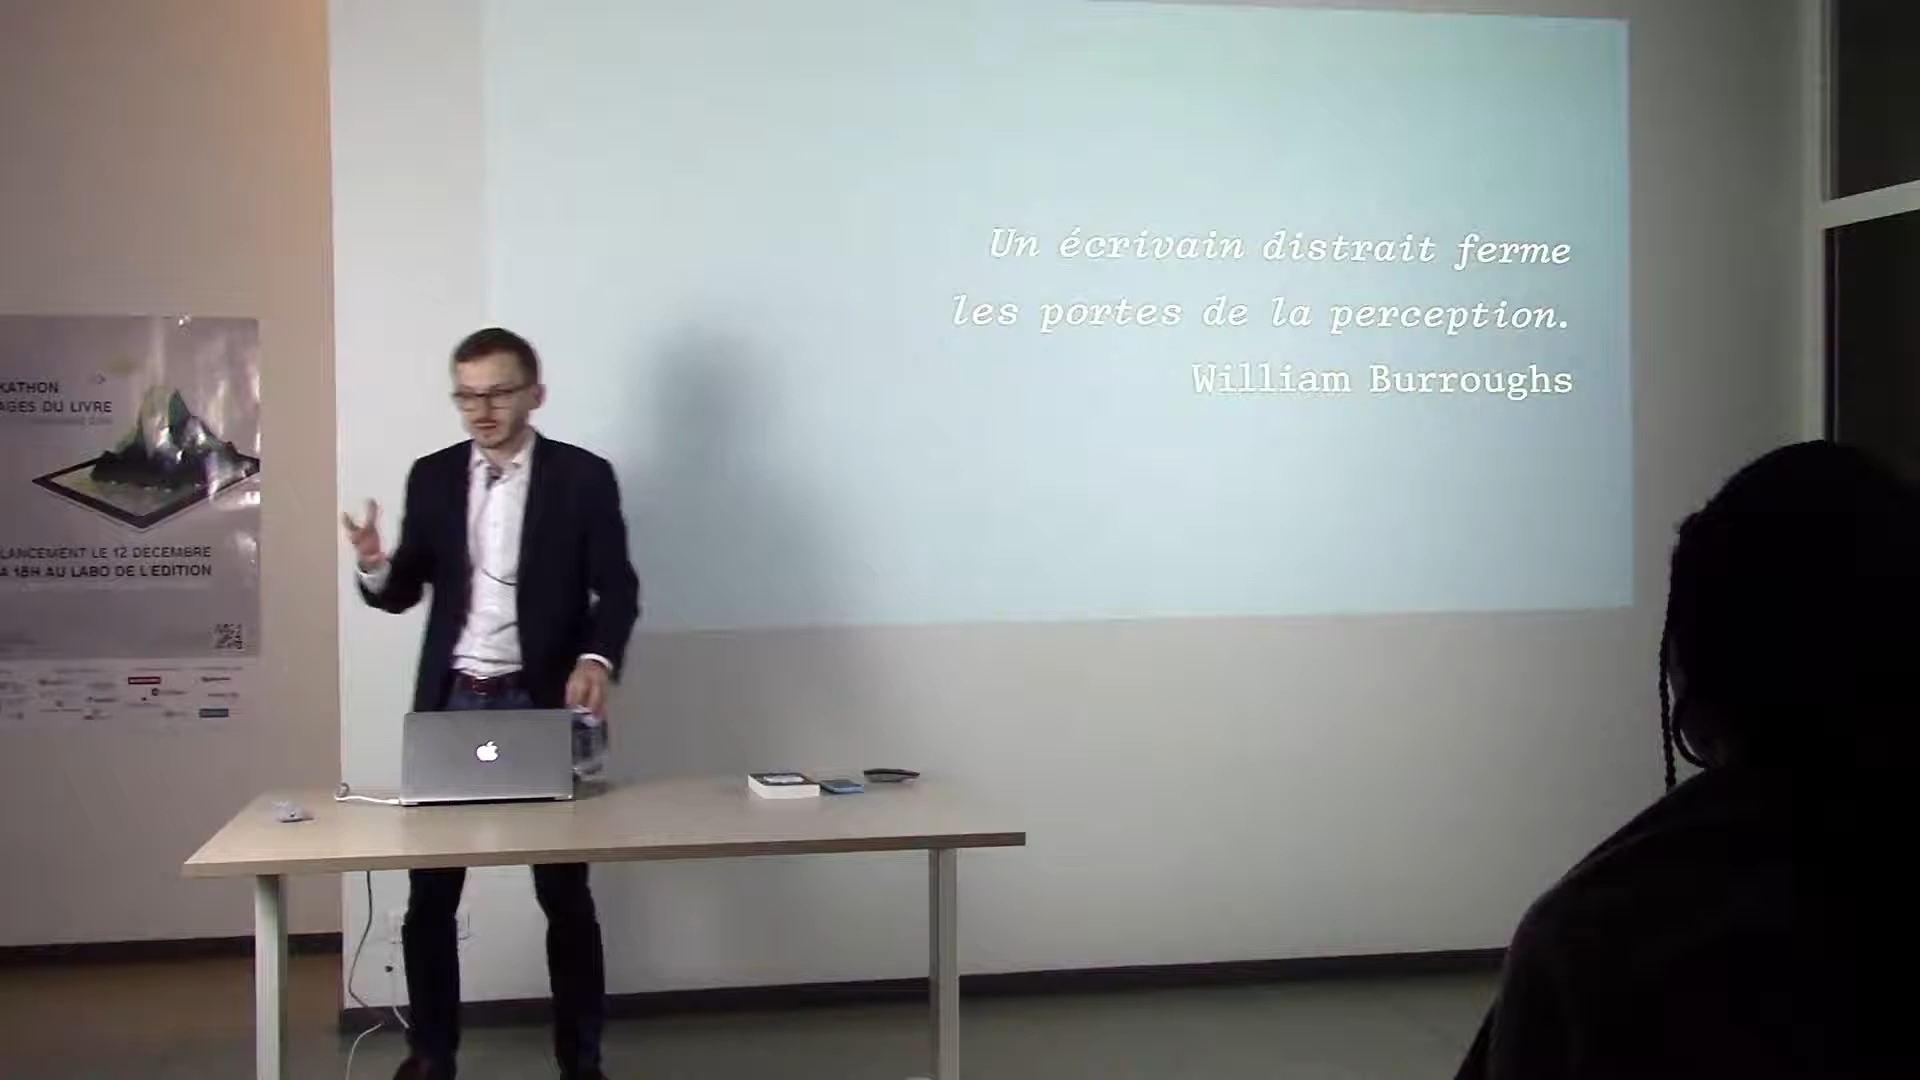 Un écrivain distrait ferme
les portes de la perception.
William Burroughs
KATHON
AGES DU LIVRE
LANCEMENT LE 12 DECEMBRE
A 18H AU LABO DE L'EDITION